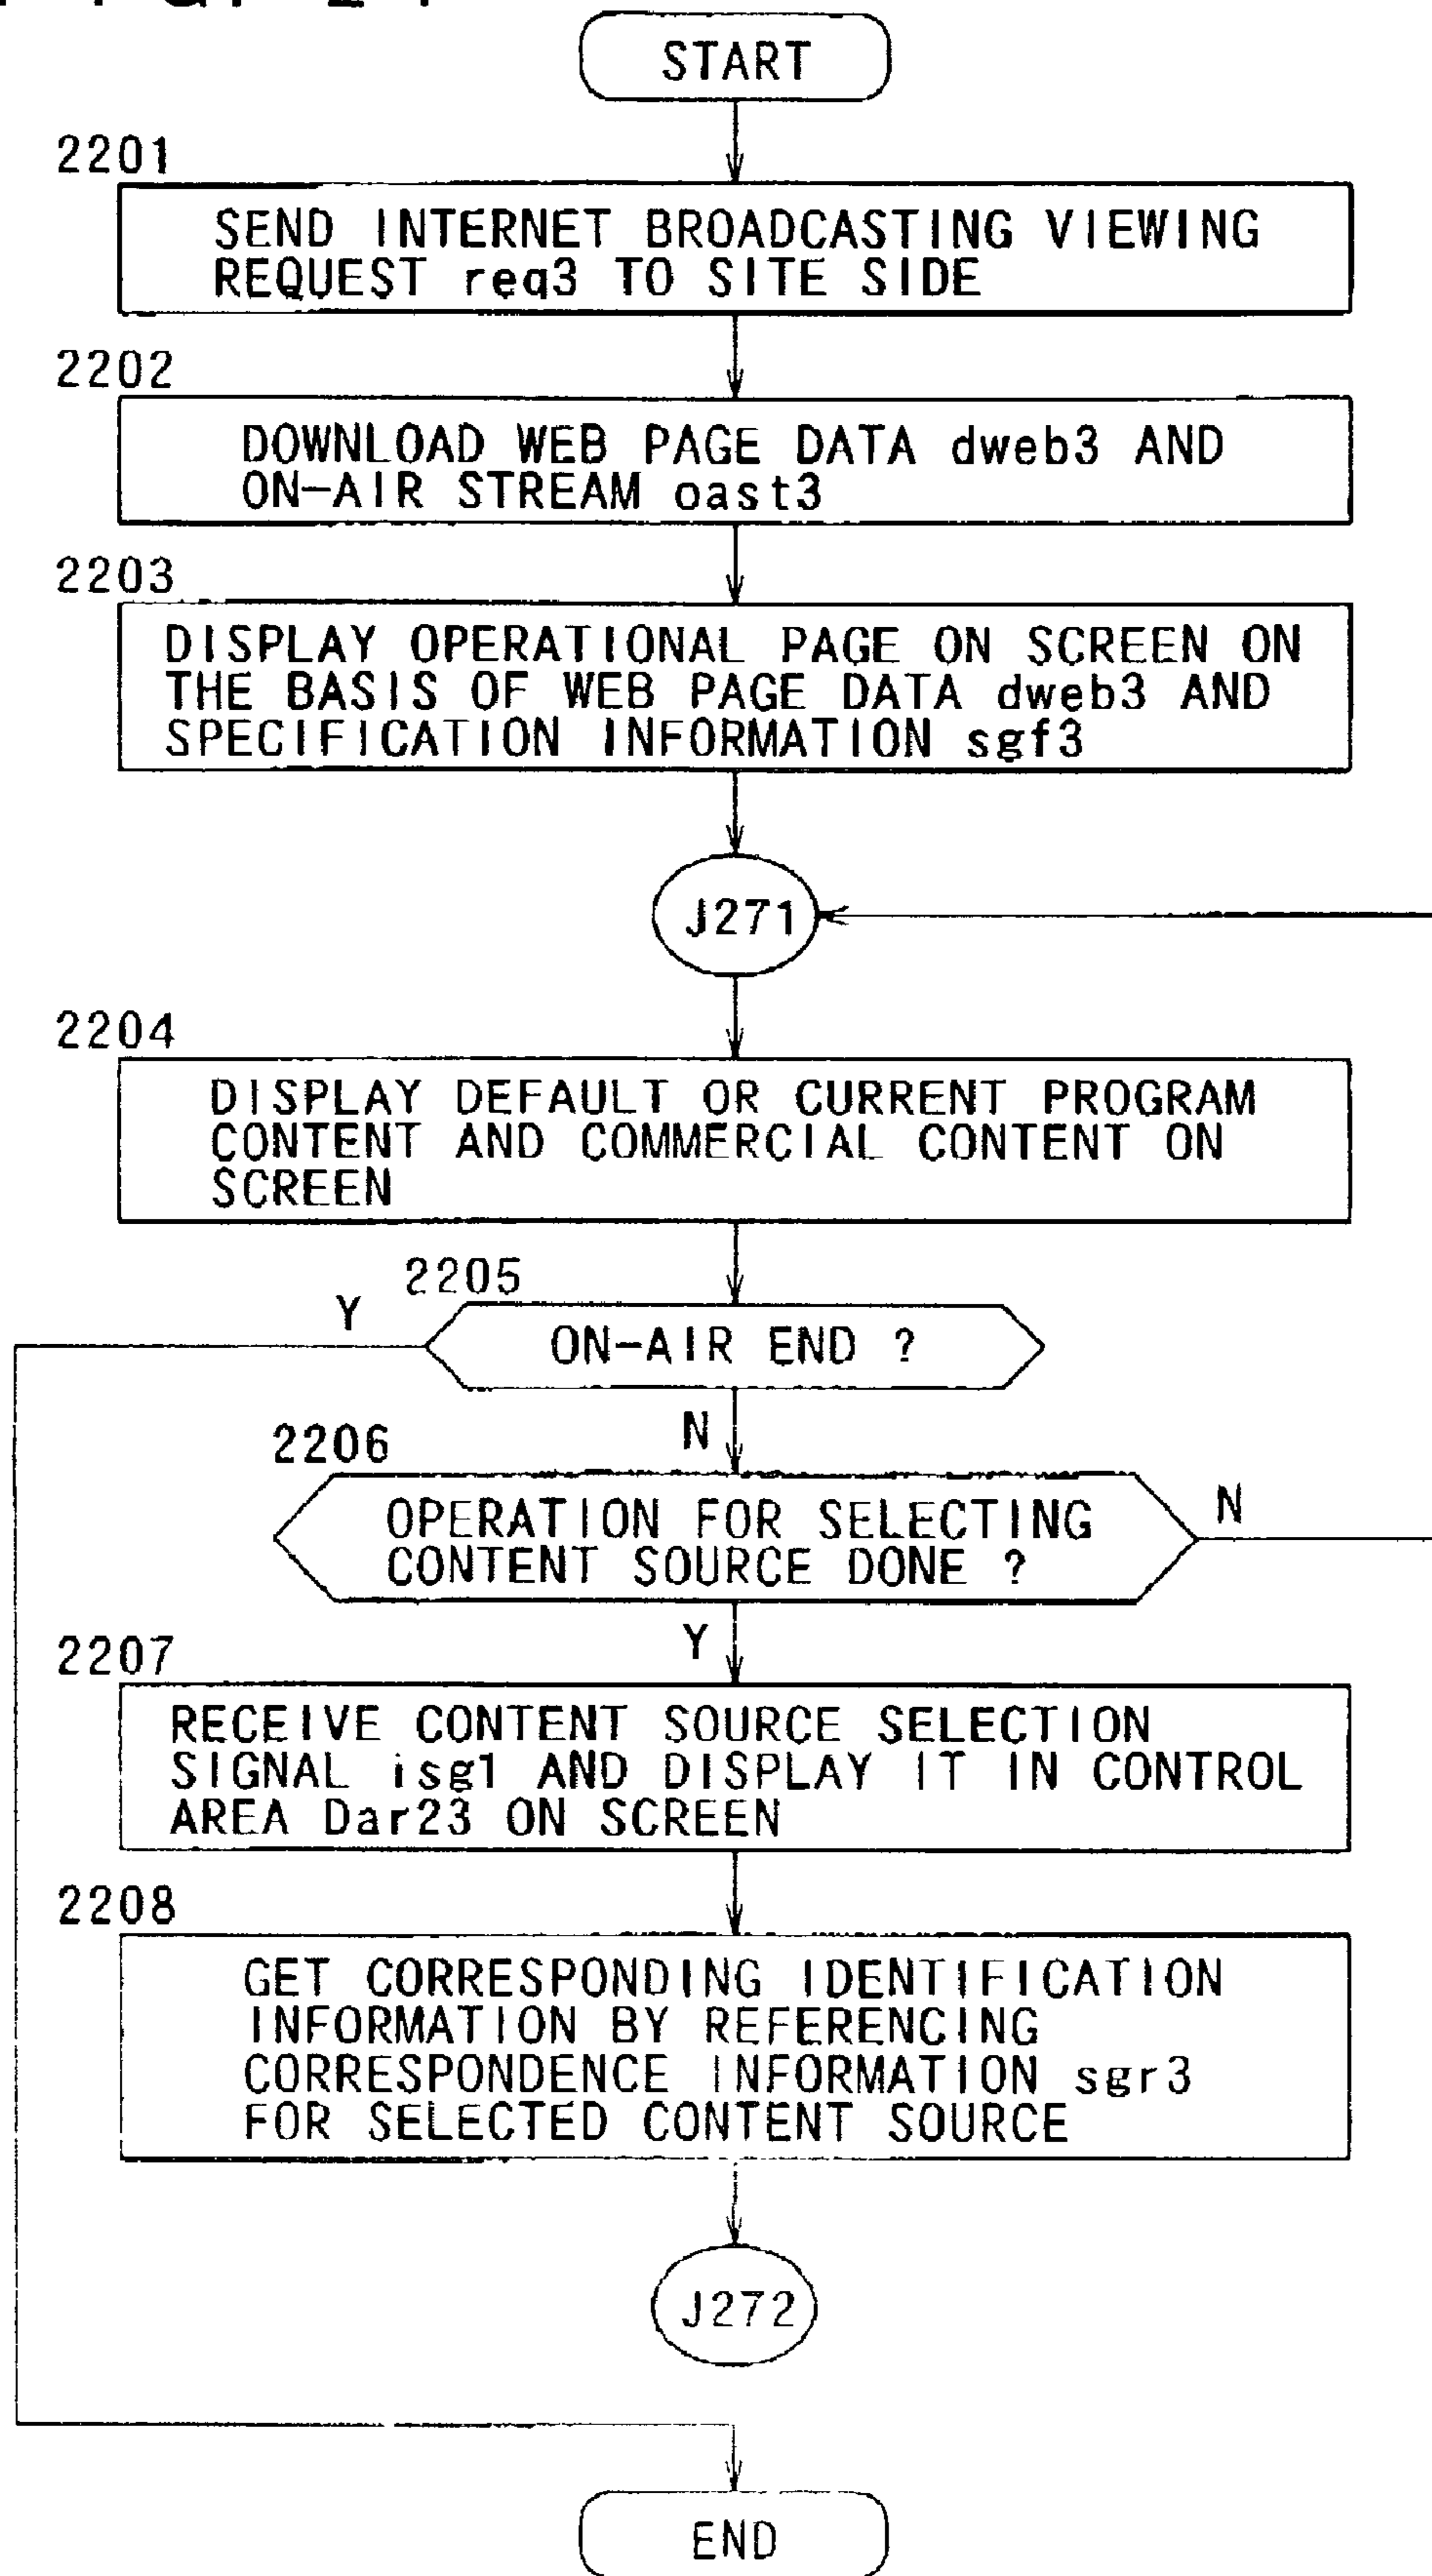 START
2201
SEND INTERNET BROADCASTING VIEWING
REQUEST req3 TO SITE SIDE
2202
DOWNLOAD WEB PAGE DATA dweb3 AND
ON-AIR STREAM oast3
2203
DISPLAY OPERATIONAL PAGE ON SCREEN ON
THE BASIS OF WEB PAGE DATA dweb3 AND
SPECIFICATION INFORMATION sgf3
J271
2204
DISPLAY DEFAULT OR CURRENT PROGRAM
CONTENT AND COMMERCIAL CONTENT ON
SCREEN
2205
Y
ON-AIR END ?
N
2206
OPERATION FOR SELECTING
CONTENT SOURCE DONE ?
N
Y
2207
RECEIVE CONTENT SOURCE SELECTION
SIGNAL isg1 AND DISPLAY IT IN CONTROL
AREA Dar23 ON SCREEN
2208
GET CORRESPONDING IDENTIFICATION
INFORMATION BY REFERENCING
CORRESPONDENCE INFORMATION sgr3
FOR SELECTED CONTENT SOURCE
J272
END